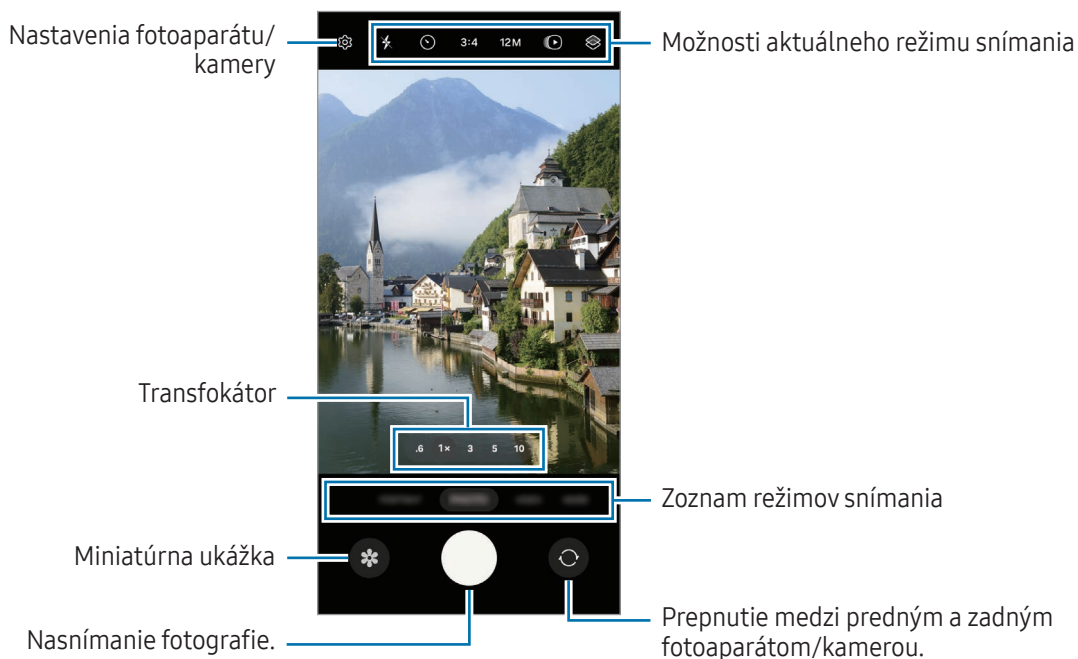 Nastavenia fotoaparátu/
kamery
3:4
12M
Možnosti aktuálneho režimu snímania
Transfokátor
.6 1× 3 5 10
Zoznam režimov snímania
Miniatúrna ukážka
Nasnímanie fotografie.
Prepnutie medzi predným a zadným
fotoaparátom/kamerou.